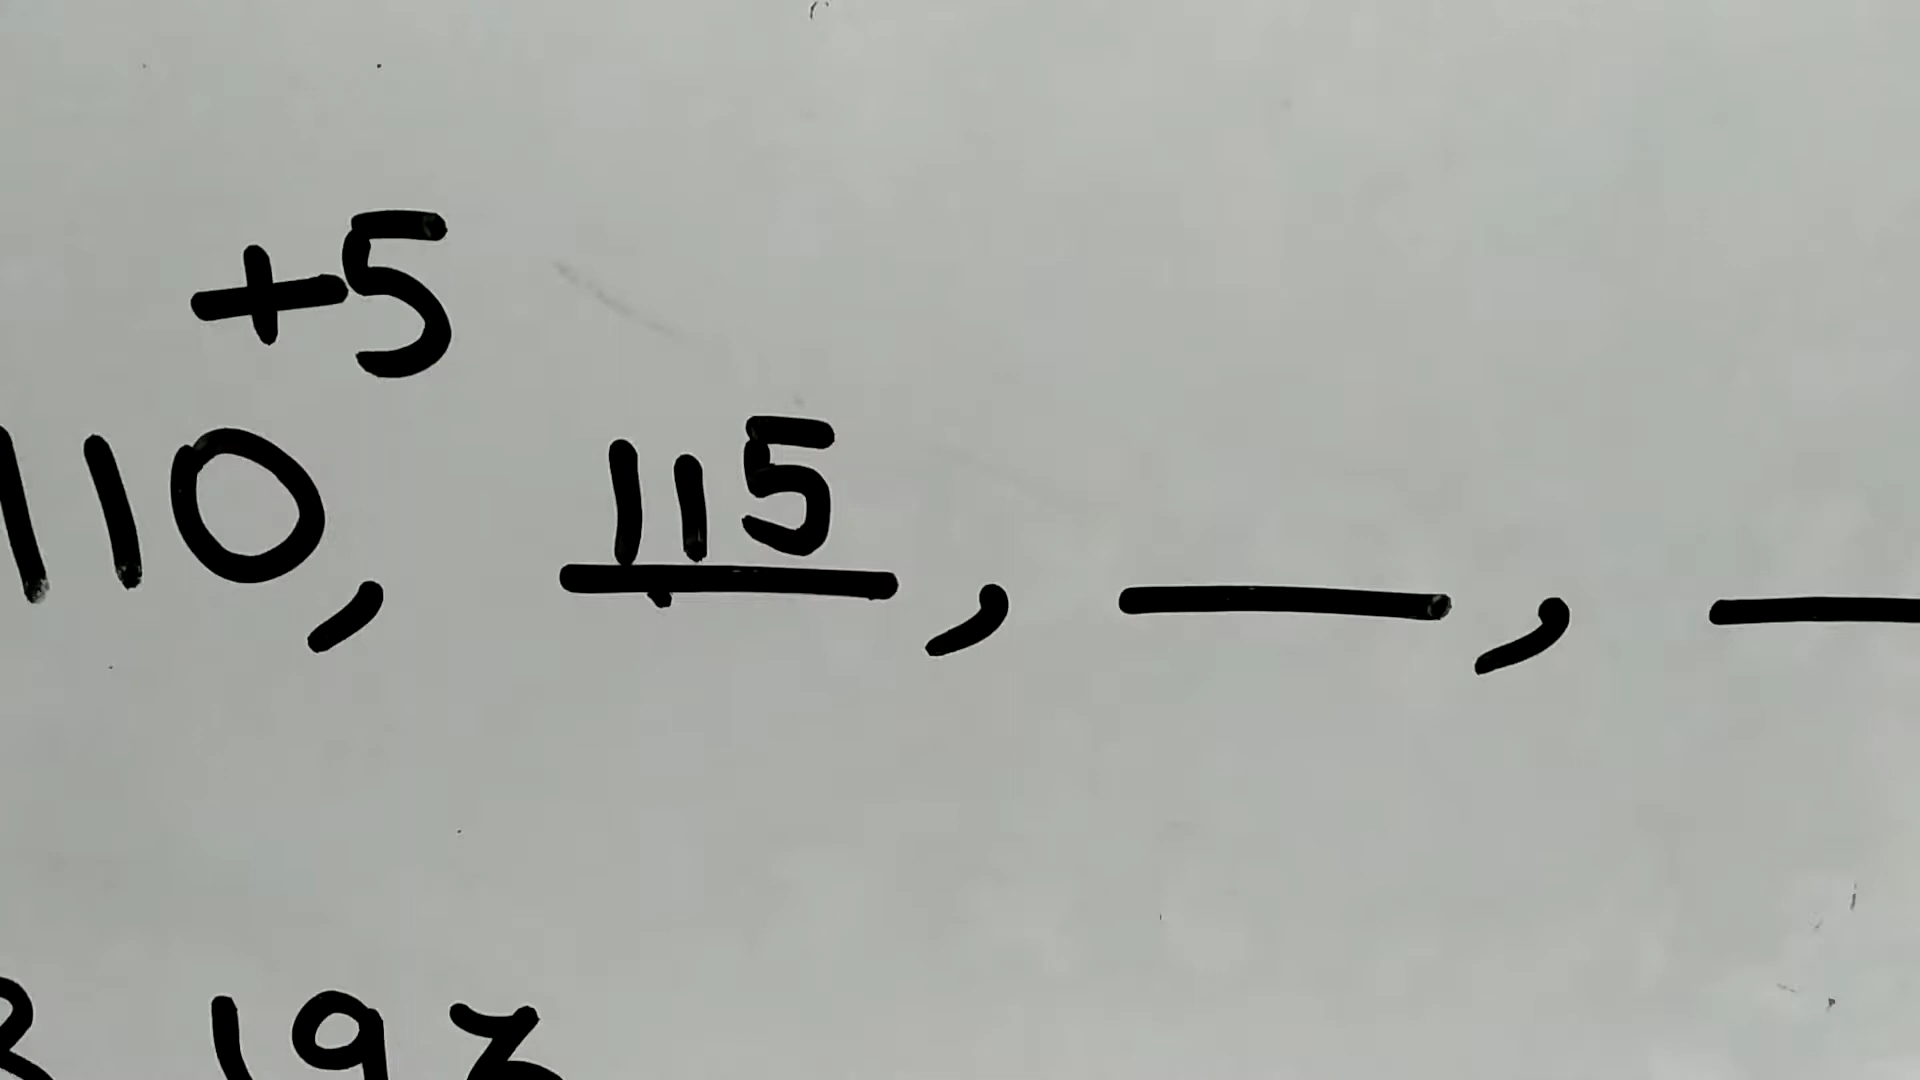 +5
110, 115, ___, ___
193